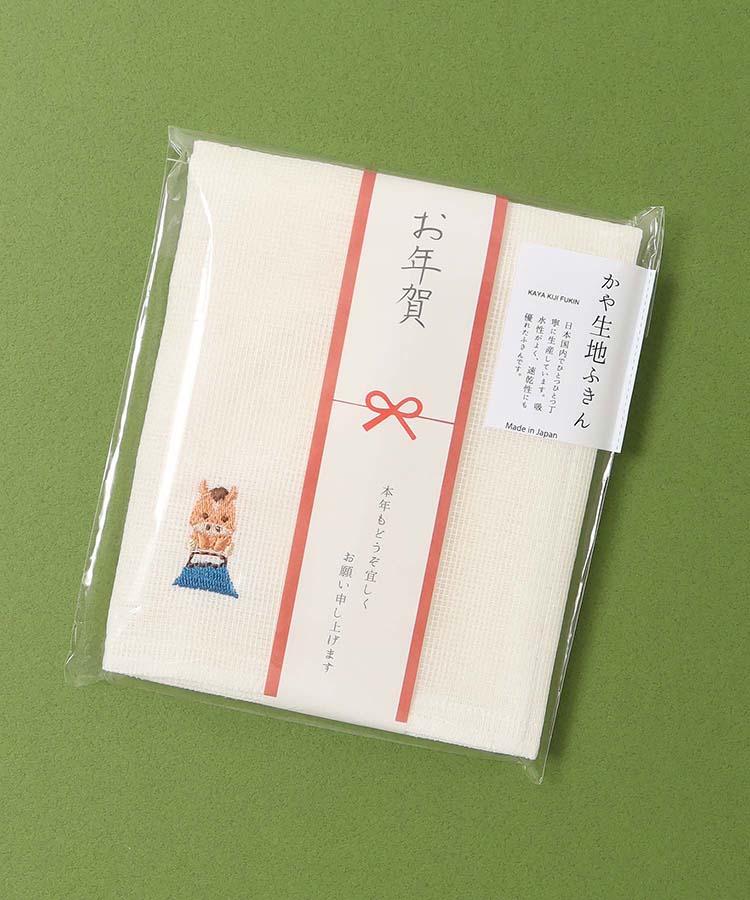 お年賀
本年もどうぞ宜しく
お願い申し上げます
かや生地ふきん
KAYA KIJI FUKIN
日本国内でひとつひとつ丁
寧に生産しています。吸
水性がよく、速乾性にも
優れたふきんです。
Made in Japan